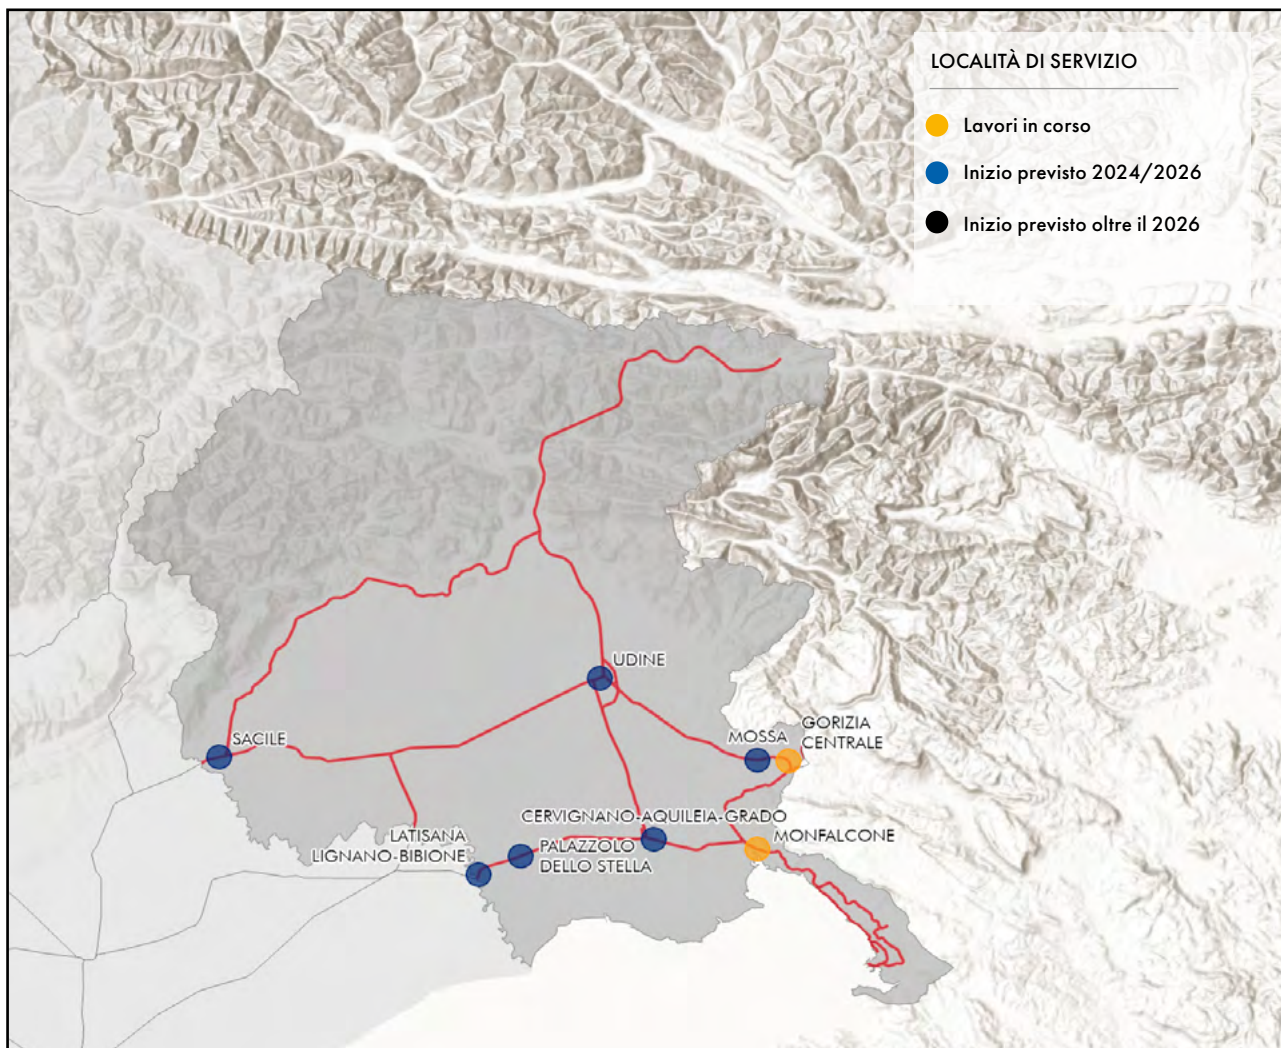 LOCALITÀ DI SERVIZIO
Lavori in corso
Inizio previsto 2024/2026
Inizio previsto oltre il 2026
UDINE
SACILE
MOSSA
GORIZIA
CENTRALE
CERVIGNANO-AQUILEIA-GRADO
LATISANA
LIGNANO-BIBIONE
PALAZZOLO
DELLO STELLA
MONFALCONE